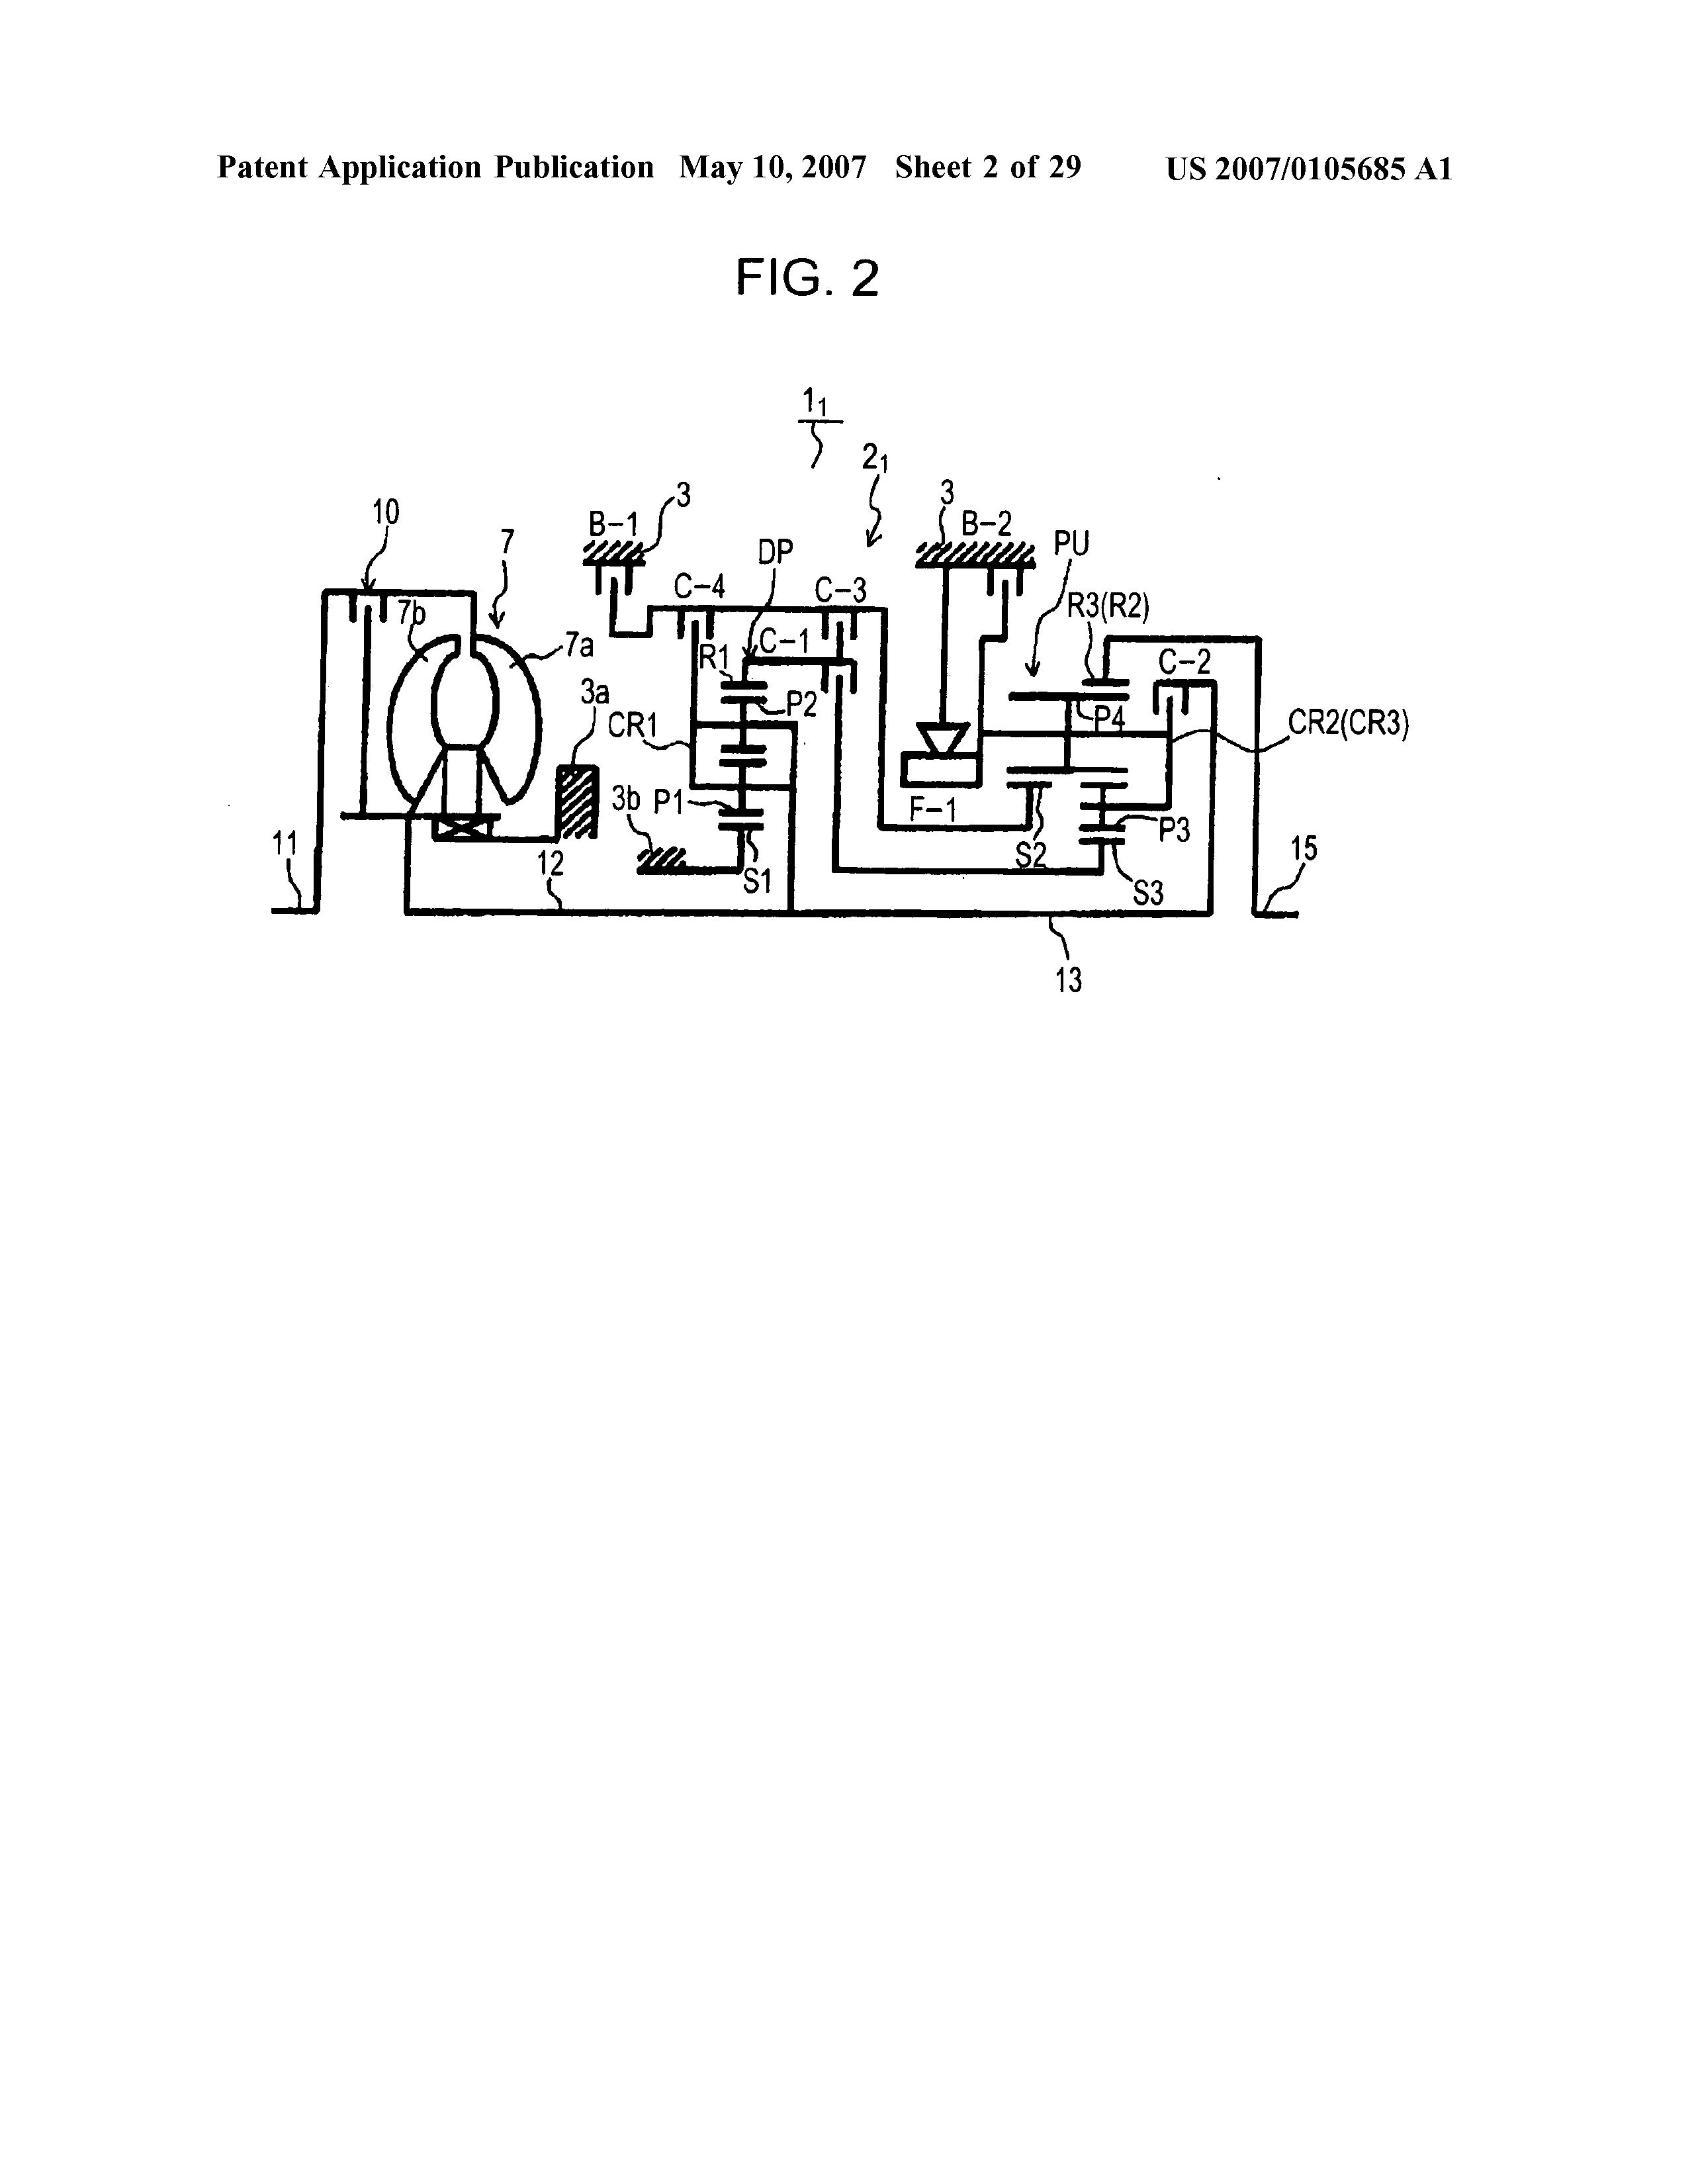 Patent Application Publication May 10, 2007 Sheet 2 of 29 US 2007/0105685 A1
FIG. 2
1₁
2₁
3
3
10
B-1
B-2
7
DP
PU
C-4
C-3
R3(R2)
7b
C-1
7a
R1
C-2
3a
P2
P4
CR1
CR2(CR3)
3b
P1
F-1
P3
11
12
S2
15
S1
S3
13